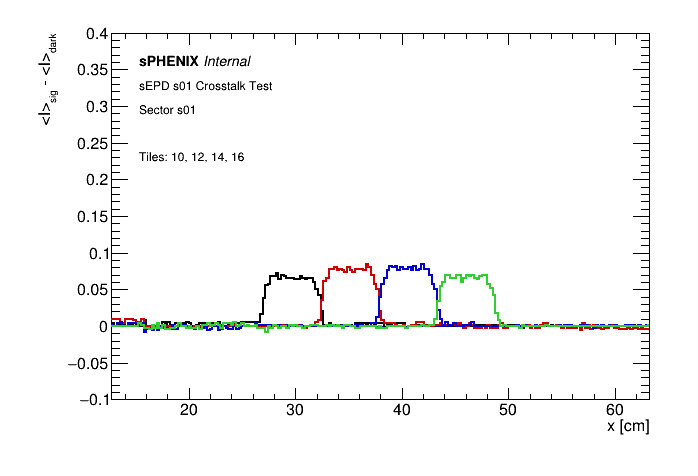 0.4
0.35
0.3
0.25
0.2
0.15
0.1
0.05
0
−0.05
−0.1
<I>sig - <I>dark
sPHENIX Internal
sEPD s01 Crosstalk Test
Sector s01
Tiles: 10, 12, 14, 16
20 30 40 50 60
x [cm]